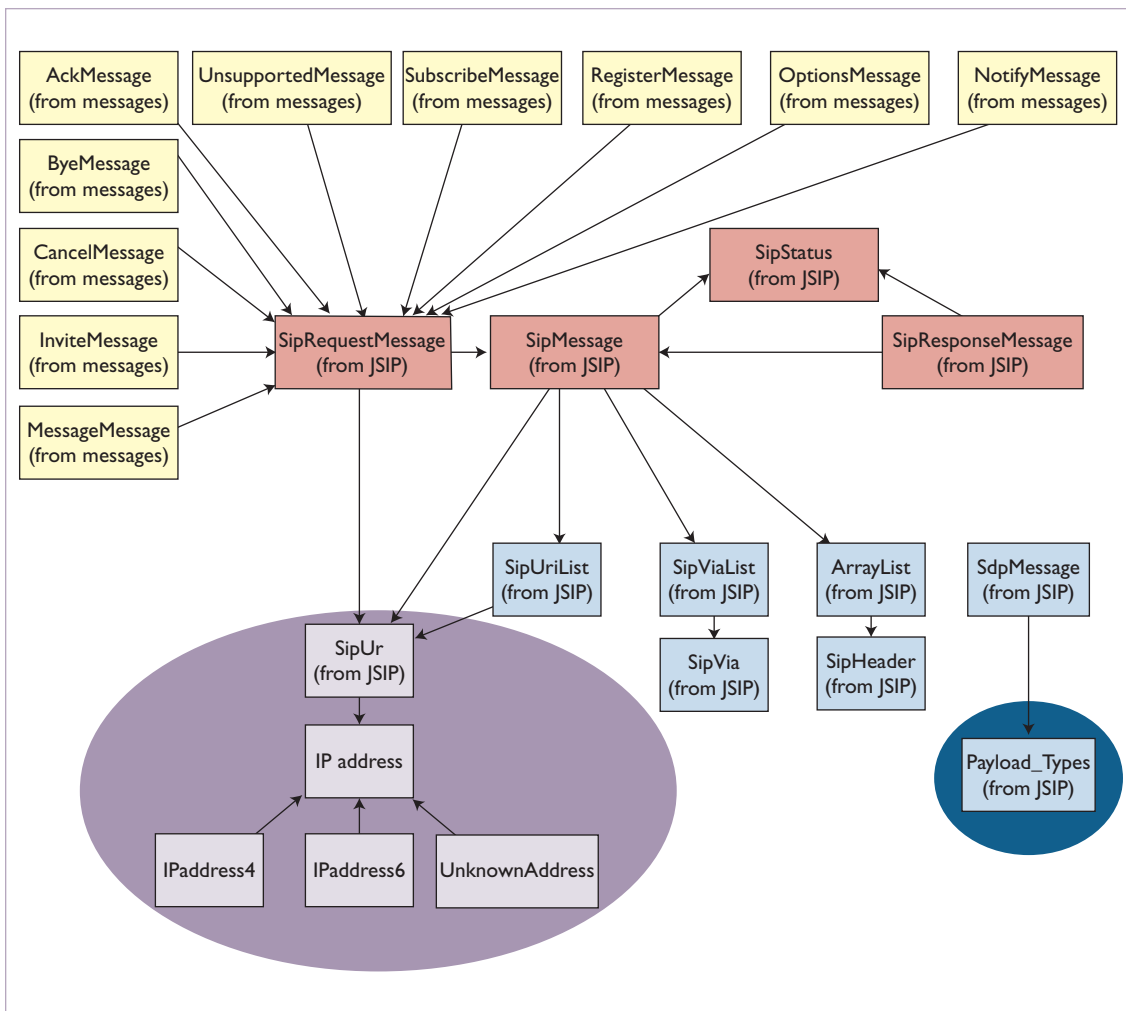 AckMessage
(from messages)
UnsupportedMessage
(from messages)
SubscribeMessage
(from messages)
RegisterMessage
(from messages)
OptionsMessage
(from messages)
NotifyMessage
(from messages)
ByeMessage
(from messages)
CancelMessage
(from messages)
SipStatus
(from JSIP)
InviteMessage
(from messages)
SipRequestMessage
(from JSIP)
SipMessage
(from JSIP)
SipResponseMessage
(from JSIP)
MessageMessage
(from messages)
SipUriList
(from JSIP)
SipViaList
(from JSIP)
ArrayList
(from JSIP)
SdpMessage
(from JSIP)
SipUr
(from JSIP)
SipVia
(from JSIP)
SipHeader
(from JSIP)
IP address
Payload_Types
(from JSIP)
IPaddress4
IPaddress6
UnknownAddress